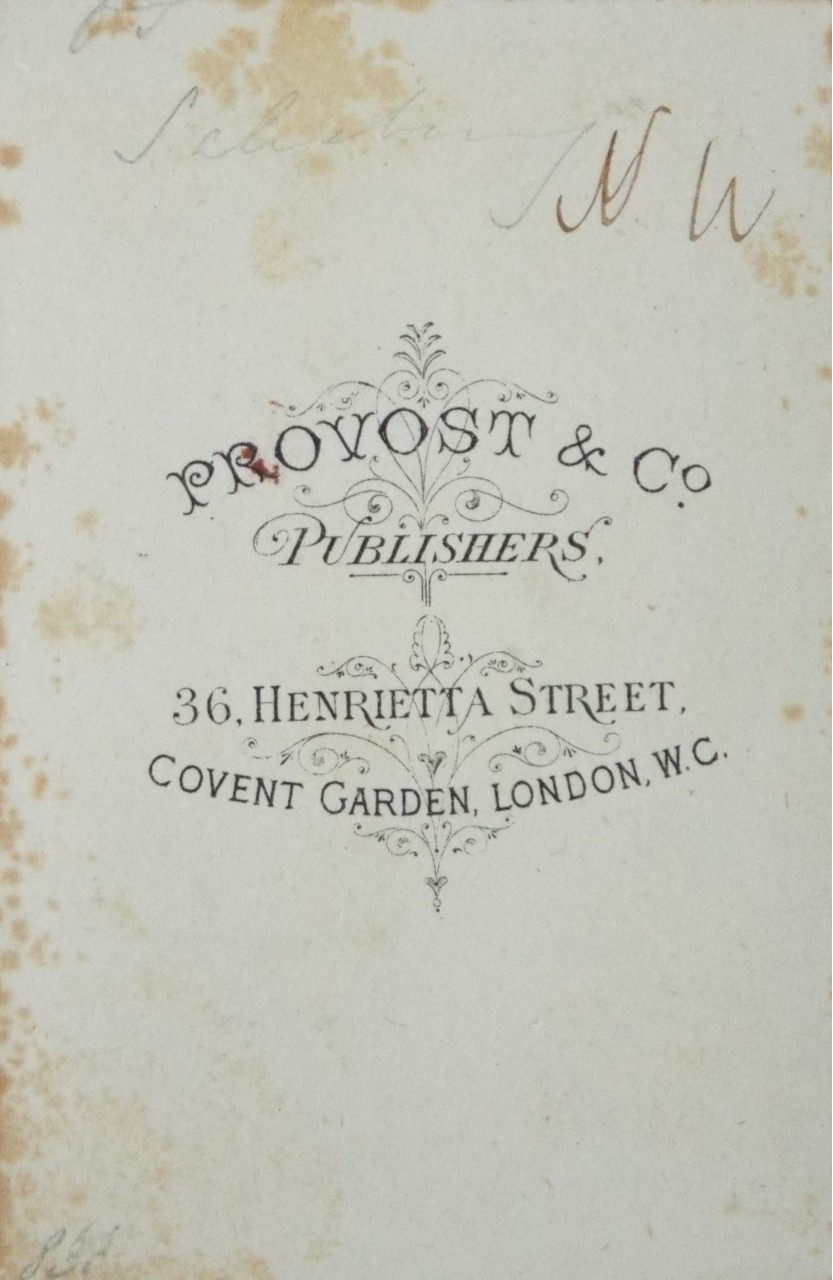 N W
PROVOST & Co.
PUBLISHERS.
36, HENRIETTA STREET,
COVENT GARDEN, LONDON, W.C.